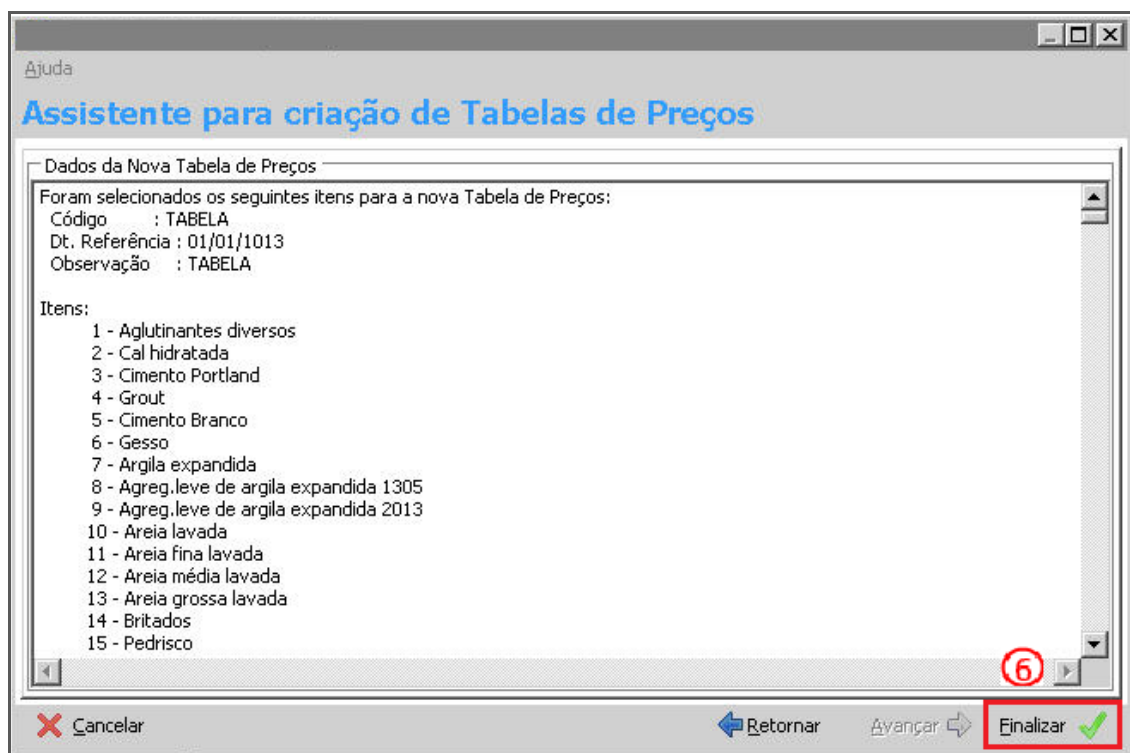 Ajuda
Assistente para criação de Tabelas de Preços
Dados da Nova Tabela de Preços
Foram selecionados os seguintes itens para a nova Tabela de Preços:
Código : TABELA
Dt. Referência : 01/01/1013
Observação : TABELA
Itens:
1 - Aglutinantes diversos
2 - Cal hidratada
3 - Cimento Portland
4 - Grout
5 - Cimento Branco
6 - Gesso
7 - Argila expandida
8 - Agreg.leve de argila expandida 1305
9 - Agreg.leve de argila expandida 2013
10 - Areia lavada
11 - Areia fina lavada
12 - Areia média lavada
13 - Areia grossa lavada
14 - Britados
15 - Pedrisco
6
Cancelar Retornar Avançar Finalizar